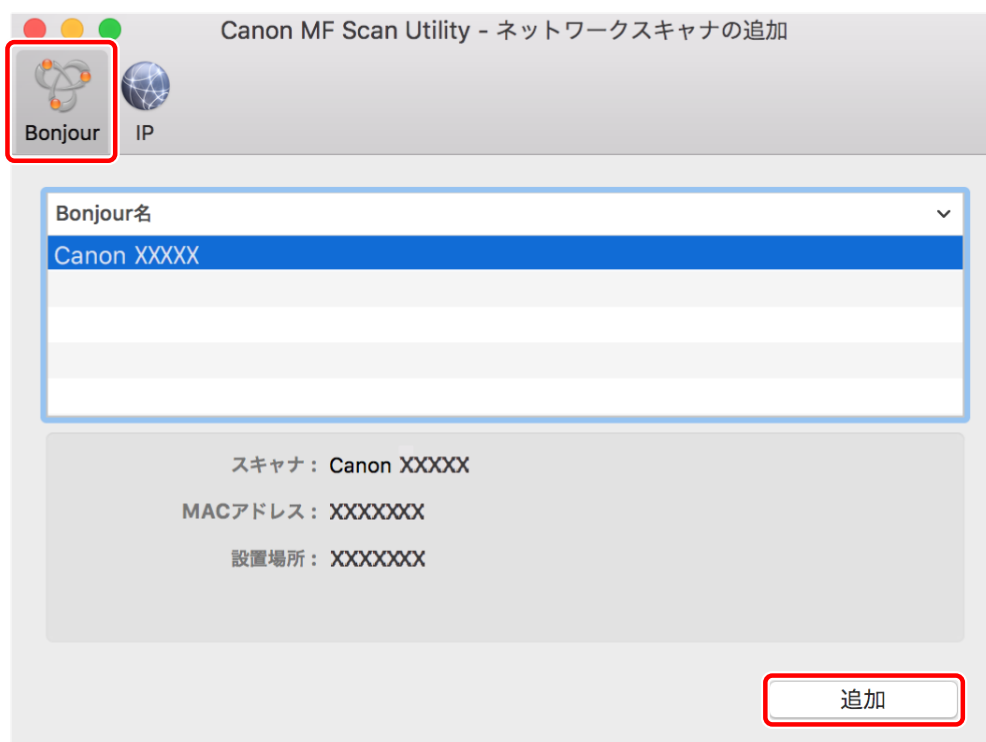 Canon MF Scan Utility - ネットワークスキャナの追加
Bonjour IP
Bonjour名
Canon XXXXX
スキャナ： Canon XXXXX
MACアドレス： XXXXXXX
設置場所： XXXXXXX
追加